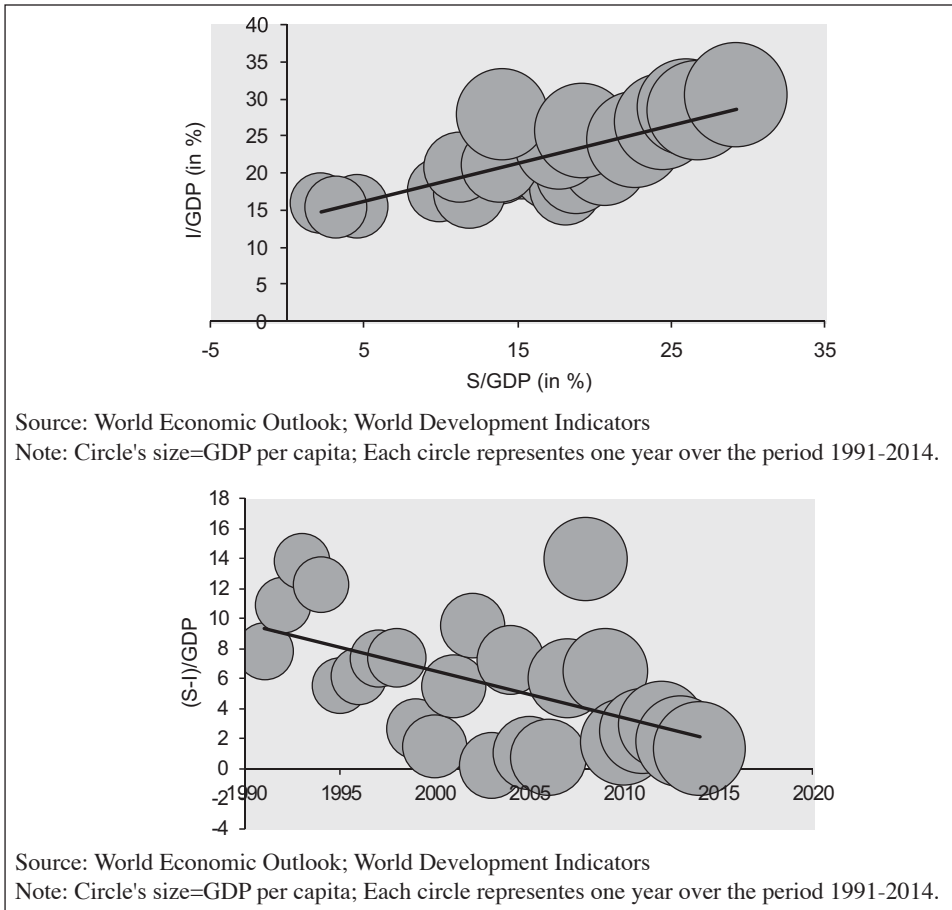 40
35
30
25
20
15
10
5
0
I/GDP (in %)
-5 5 15 25 35
S/GDP (in %)
Source: World Economic Outlook; World Development Indicators
Note: Circle's size=GDP per capita; Each circle representes one year over the period 1991-2014.
18
16
14
12
10
8
6
4
2
0
-2
-4
(S-I)/GDP
1990 1995 2000 2005 2010 2015 2020
Source: World Economic Outlook; World Development Indicators
Note: Circle's size=GDP per capita; Each circle representes one year over the period 1991-2014.